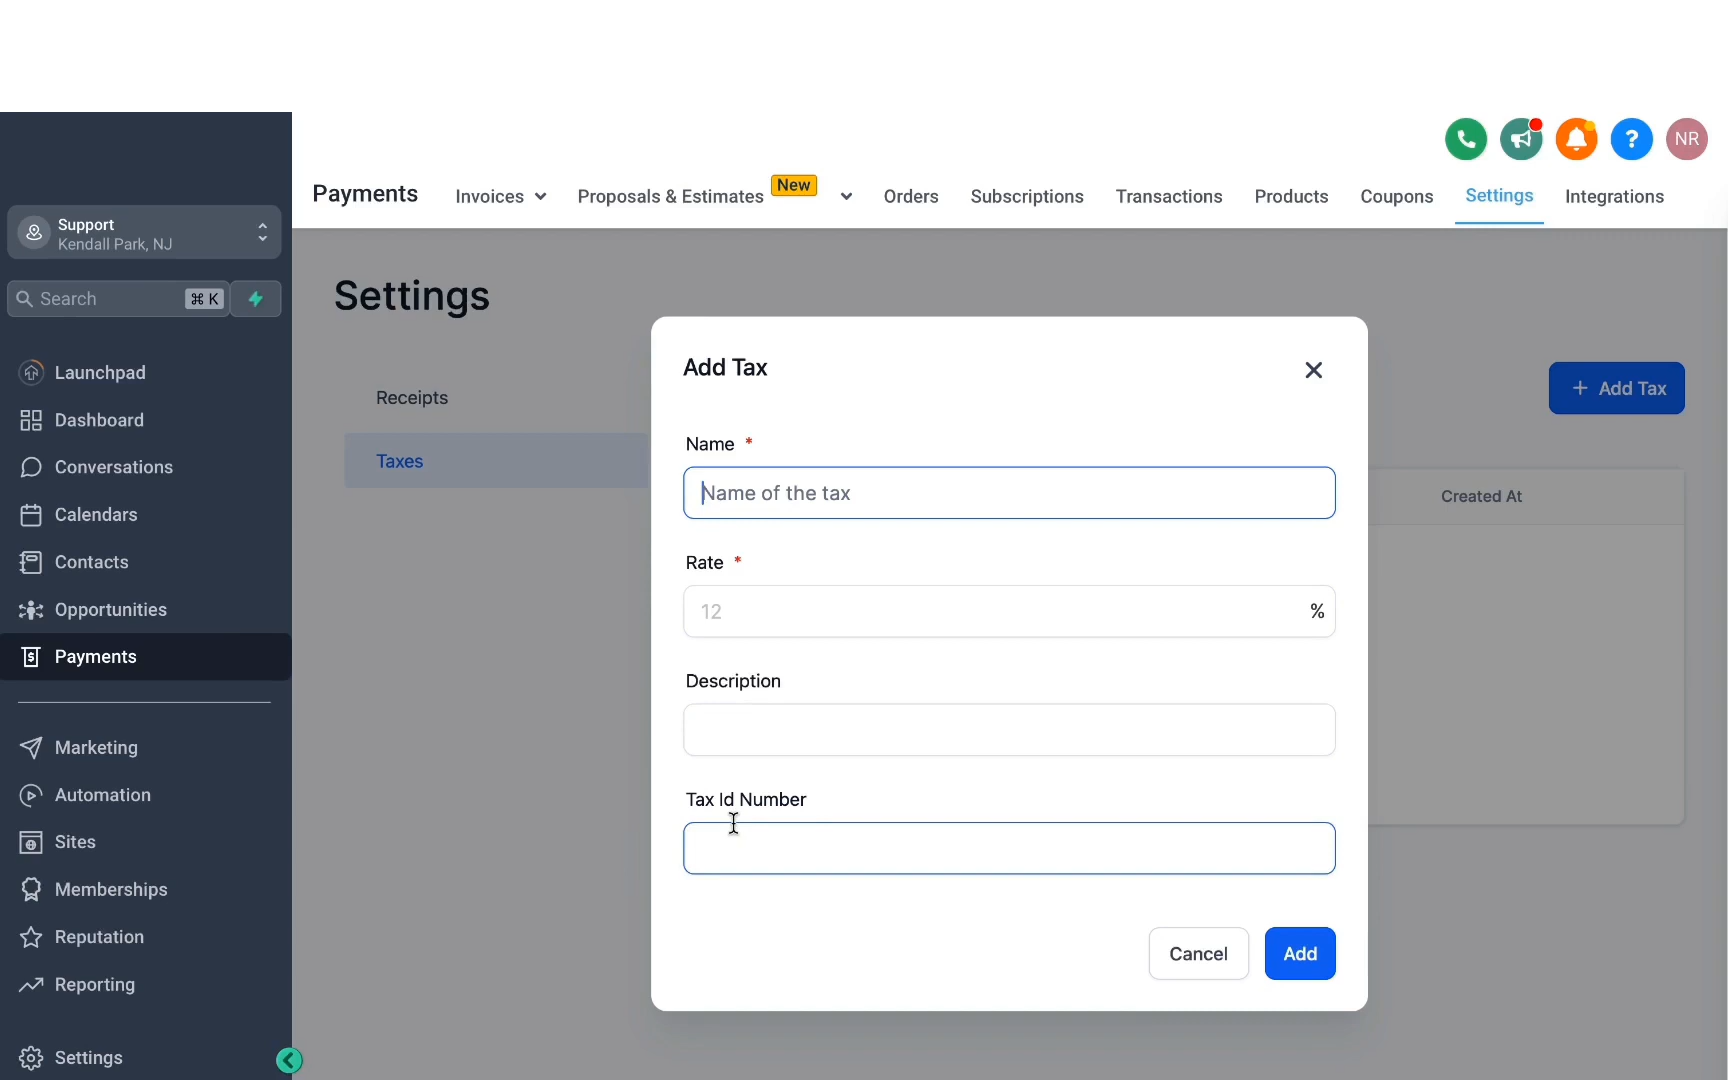 NR
Payments
Invoices
Proposals & Estimates
New
Orders
Subscriptions
Transactions
Products
Coupons
Settings
Integrations
Support
Kendall Park, NJ
Search
⌘ K
Launchpad
Dashboard
Conversations
Calendars
Contacts
Opportunities
Payments
Marketing
Automation
Sites
Memberships
Reputation
Reporting
Settings
Settings
Receipts
Taxes
+ Add Tax
Created At
Add Tax
Name *
Name of the tax
Rate *
12
%
Description
Tax Id Number
Cancel
Add